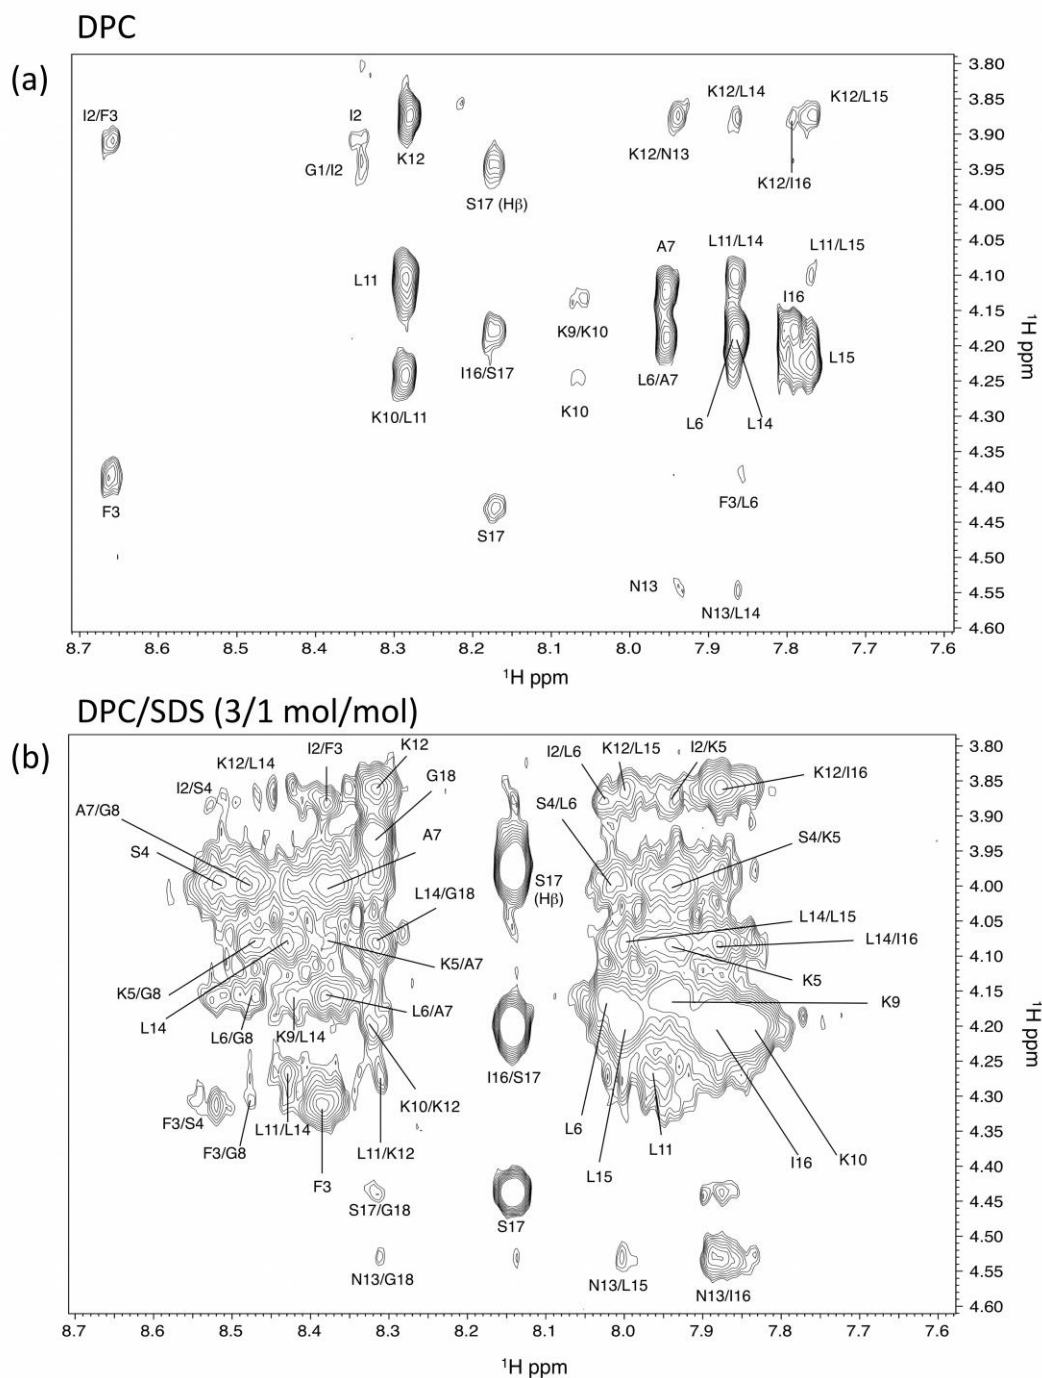 DPC
(a)
3.80
3.85
3.90
3.95
4.00
4.05
4.10
4.15
4.20
4.25
4.30
4.35
4.40
4.45
4.50
4.55
4.60
¹H ppm
I2/F3
I2
G1/I2
K12
S17 (Hβ)
K12/N13
K12/L14
K12/L15
K12/I16
L11
A7
L11/L14
L11/L15
I16
K9/K10
I16/S17
L6/A7
L15
K10/L11
K10
L6
L14
F3
F3/L6
S17
N13
N13/L14
8.7
8.6
8.5
8.4
8.3
8.2
8.1
8.0
7.9
7.8
7.7
7.6
¹H ppm
DPC/SDS (3/1 mol/mol)
(b)
3.80
3.85
3.90
3.95
4.00
4.05
4.10
4.15
4.20
4.25
4.30
4.35
4.40
4.45
4.50
4.55
4.60
¹H ppm
K12/L14
I2/F3
K12
I2/L6
K12/L15
I2/K5
I2/S4
G18
K12/I16
A7/G8
S4/L6
S4
A7
S4/K5
S17
(Hβ)
L14/G18
L14/L15
L14/I16
K5/G8
K5/A7
K5
L14
L6/G8
K9/L14
L6/A7
K9
I16/S17
K10/K12
F3/S4
F3/G8
L11/L14
L11/K12
L6
L11
L15
I16
K10
F3
S17/G18
S17
N13/G18
N13/L15
N13/I16
8.7
8.6
8.5
8.4
8.3
8.2
8.1
8.0
7.9
7.8
7.7
7.6
¹H ppm